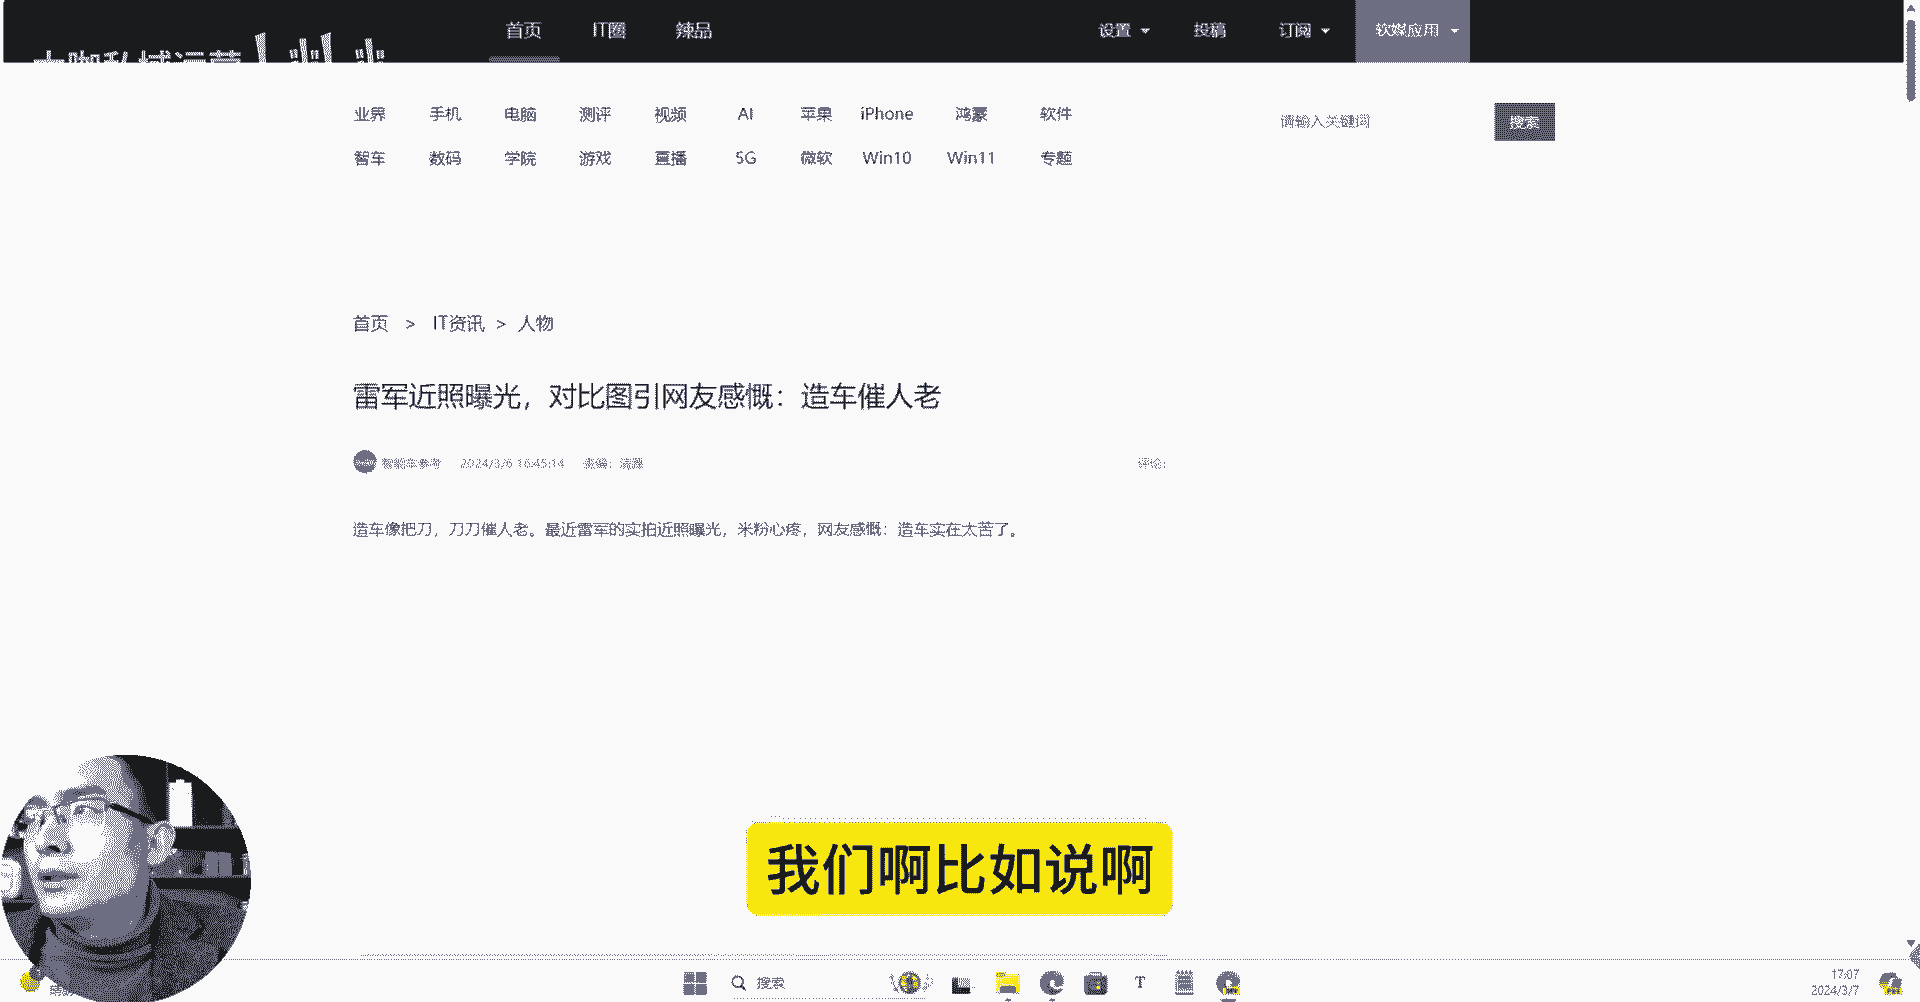 首页 IT圈 辣品 设置 投稿 订阅 软媒应用
业界 手机 电脑 测评 视频 AI 苹果 iPhone 鸿蒙 软件
请输入关键词 搜索
智车 数码 学院 游戏 直播 5G 微软 Win10 Win11 专题
首页 > IT资讯 > 人物
雷军近照曝光，对比图引网友感慨：造车催人老
智能车参考 2024/3/6 16:45:14 责编： 评论：
造车像把刀，刀刀催人老。最近雷军的实拍近照曝光，米粉心疼，网友感慨：造车实在太苦了。
我们啊比如说啊
搜索
T
17:07
2024/3/7